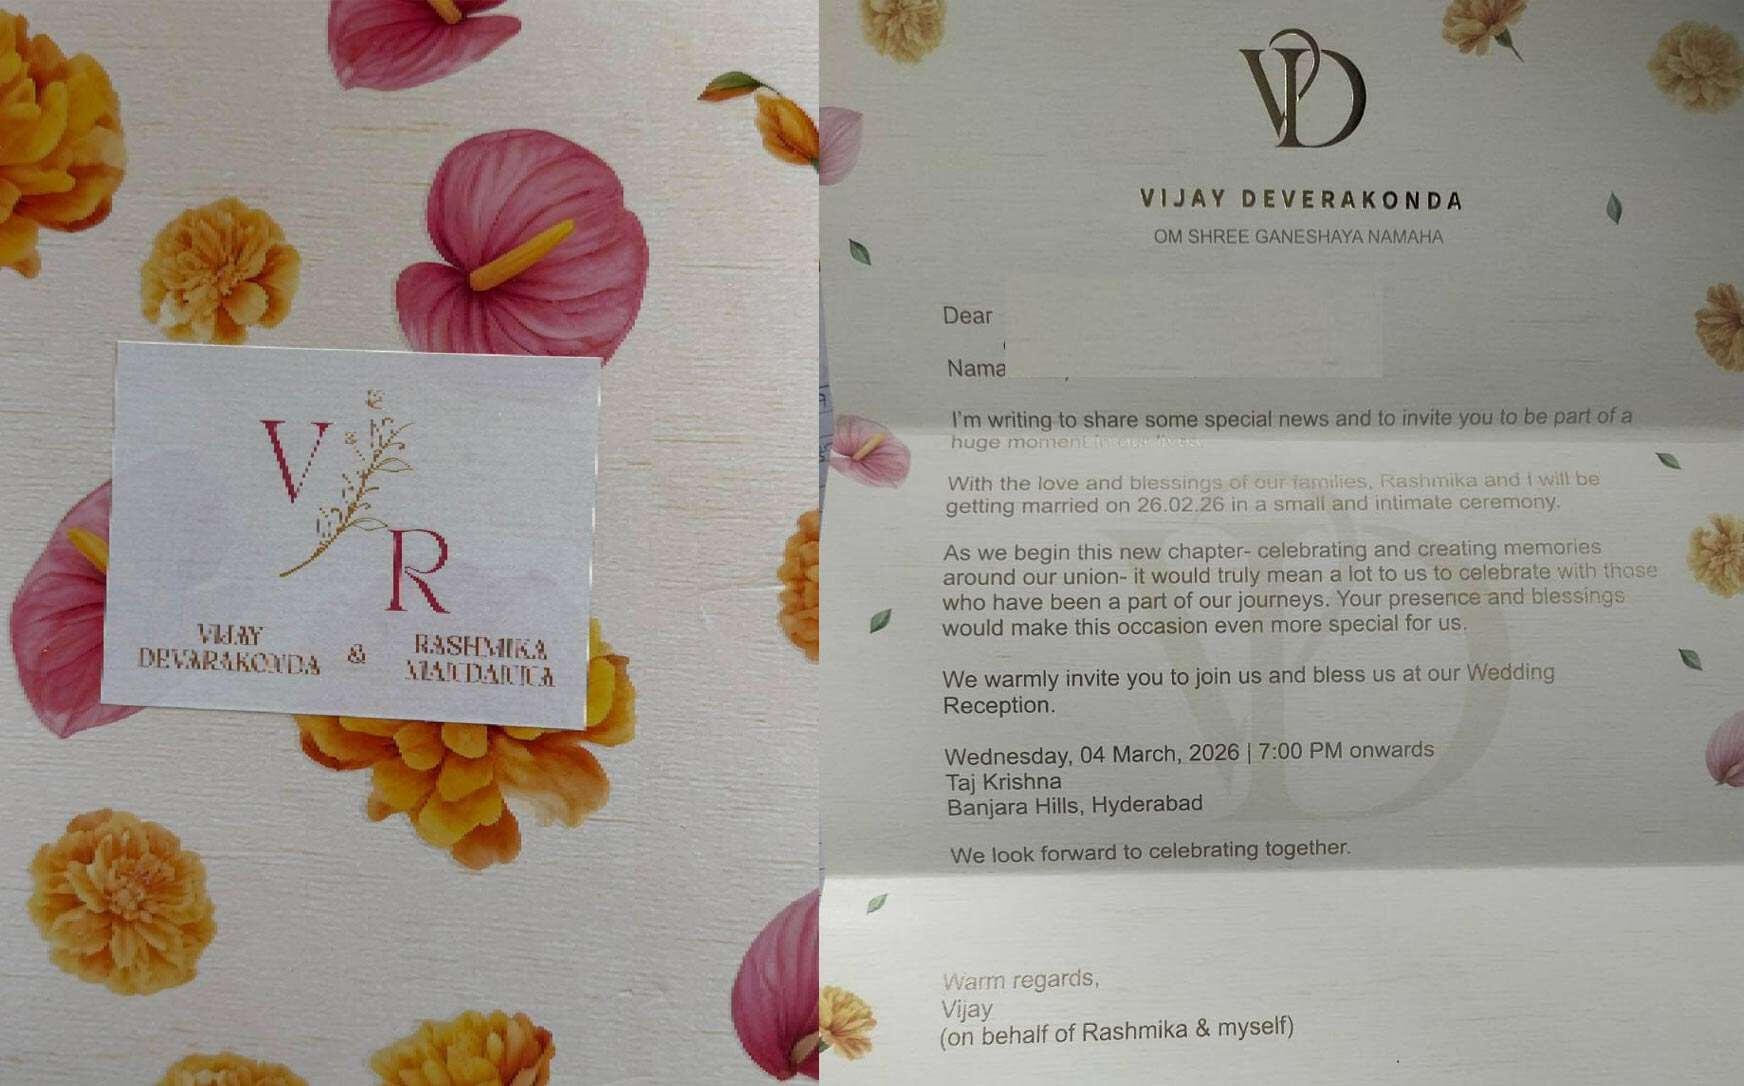 V
&
R
VIJAY
DEVARAKONDA
&
RASHMIKA
MANDANNA
VD
VIJAY DEVERAKONDA
OM SHREE GANESHAYA NAMAHA
Dear
Nama
I'm writing to share some special news and to invite you to be part of a
huge moment in our lives.
With the love and blessings of our families, Rashmika and I will be
getting married on 26.02.26 in a small and intimate ceremony.
As we begin this new chapter- celebrating and creating memories
around our union- it would truly mean a lot to us to celebrate with those
who have been a part of our journeys. Your presence and blessings
would make this occasion even more special for us.
We warmly invite you to join us and bless us at our Wedding
Reception.
Wednesday, 04 March, 2026 | 7:00 PM onwards
Taj Krishna
Banjara Hills, Hyderabad
We look forward to celebrating together.
Warm regards,
Vijay
(on behalf of Rashmika & myself)